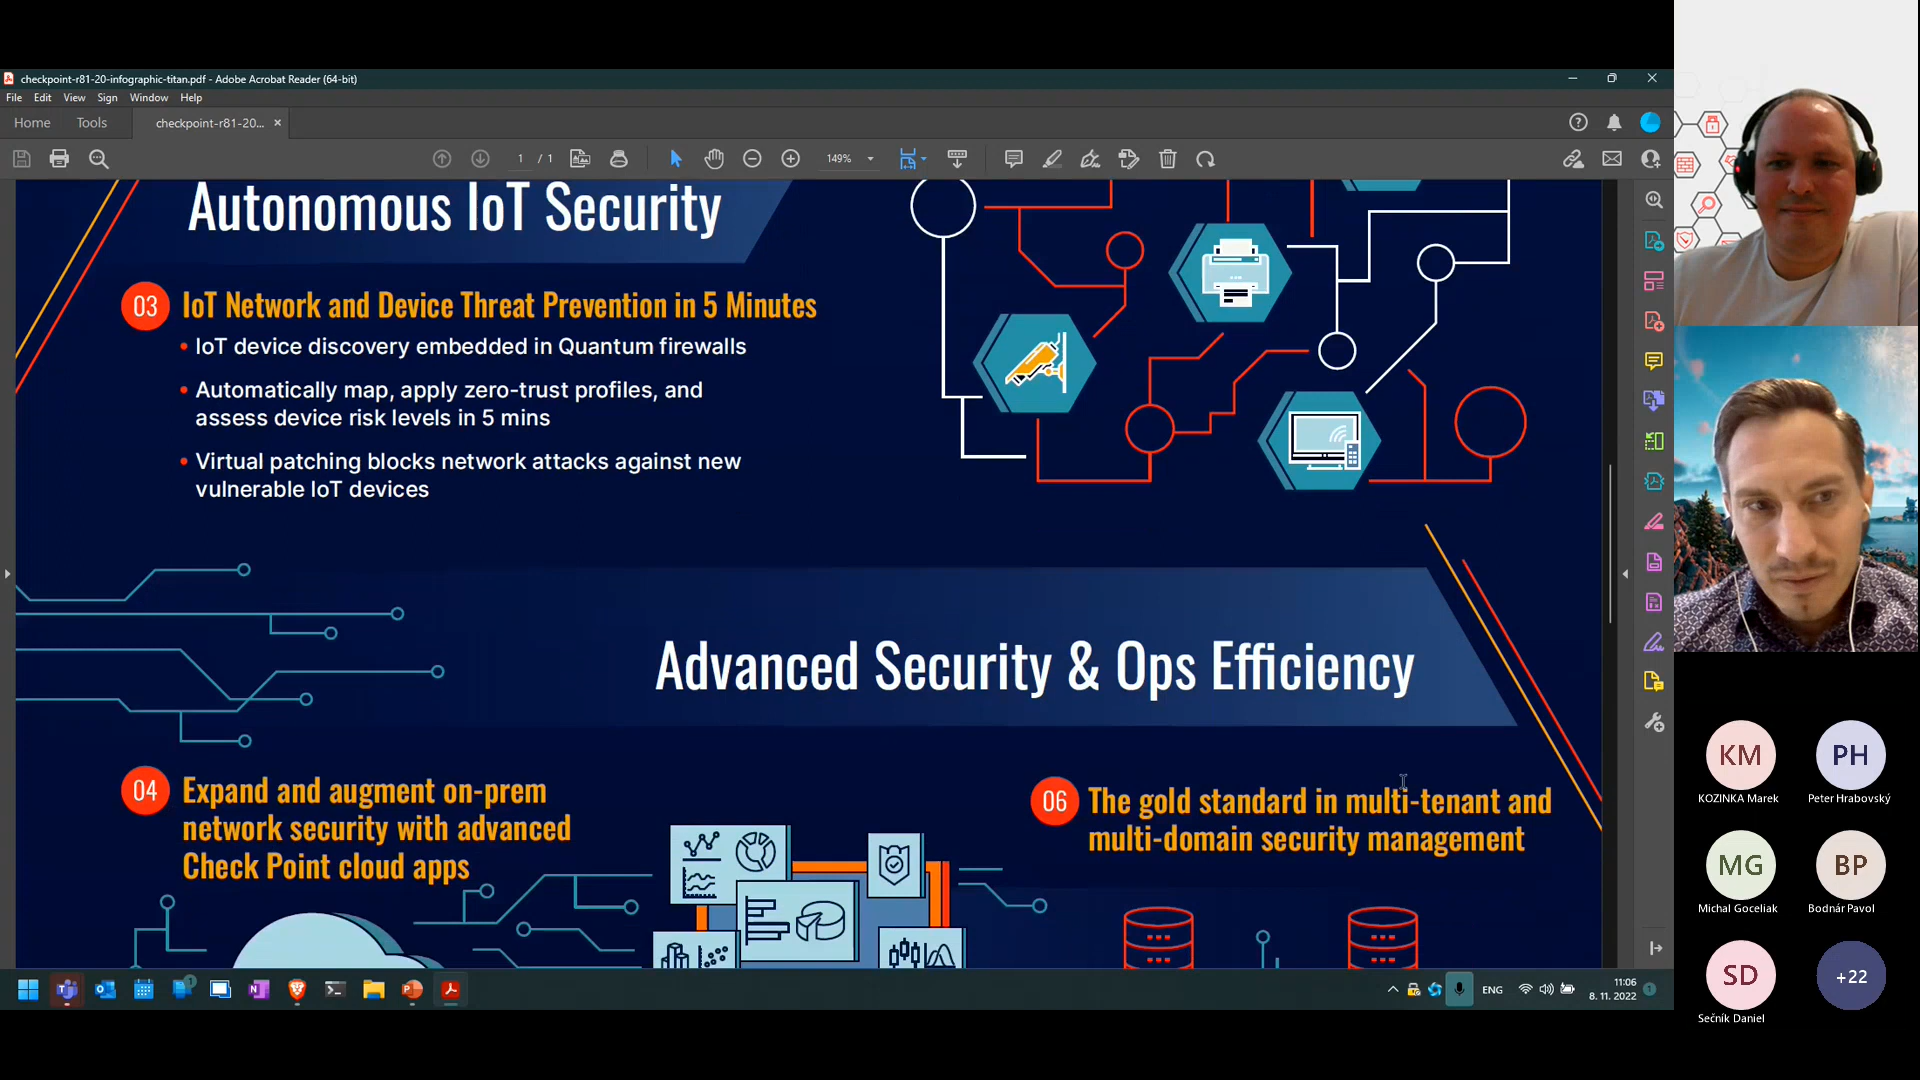 checkpoint-r81-20-infographic-titan.pdf - Adobe Acrobat Reader (64-bit)
File Edit View Sign Window Help
Home Tools checkpoint-r81-20...
1 / 1 149%
Autonomous IoT Security
03 IoT Network and Device Threat Prevention in 5 Minutes
• IoT device discovery embedded in Quantum firewalls
• Automatically map, apply zero-trust profiles, and
assess device risk levels in 5 mins
• Virtual patching blocks network attacks against new
vulnerable IoT devices
Advanced Security & Ops Efficiency
04 Expand and augment on-prem
network security with advanced
Check Point cloud apps
06 The gold standard in multi-tenant and
multi-domain security management
KM
KOZINKA Marek
PH
Peter Hrabovský
MG
Michal Goceliak
BP
Bodnár Pavol
SD
Sečník Daniel
+22
ENG
11:06
8. 11. 2022
1